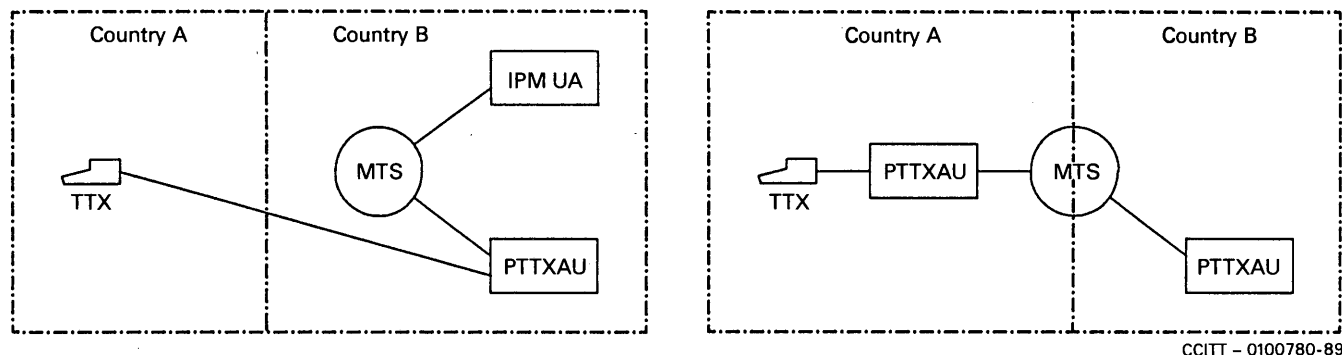 Country A
Country B
IPM UA
MTS
TTX
PTTXAU
Country A
Country B
TTX
PTTXAU
MTS
PTTXAU
CCITT – 0100780-89